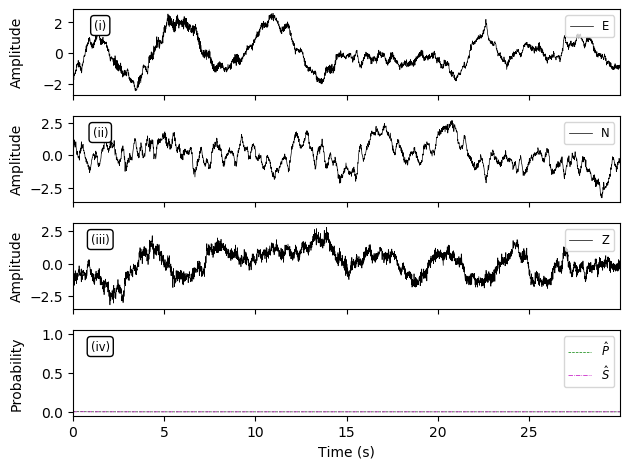 Amplitude
2
0
−2
(i)
E
Amplitude
2.5
0.0
−2.5
(ii)
N
Amplitude
2.5
0.0
−2.5
(iii)
Z
Probability
1.0
0.5
0.0
(iv)
P̂
Ŝ
0 5 10 15 20 25
Time (s)